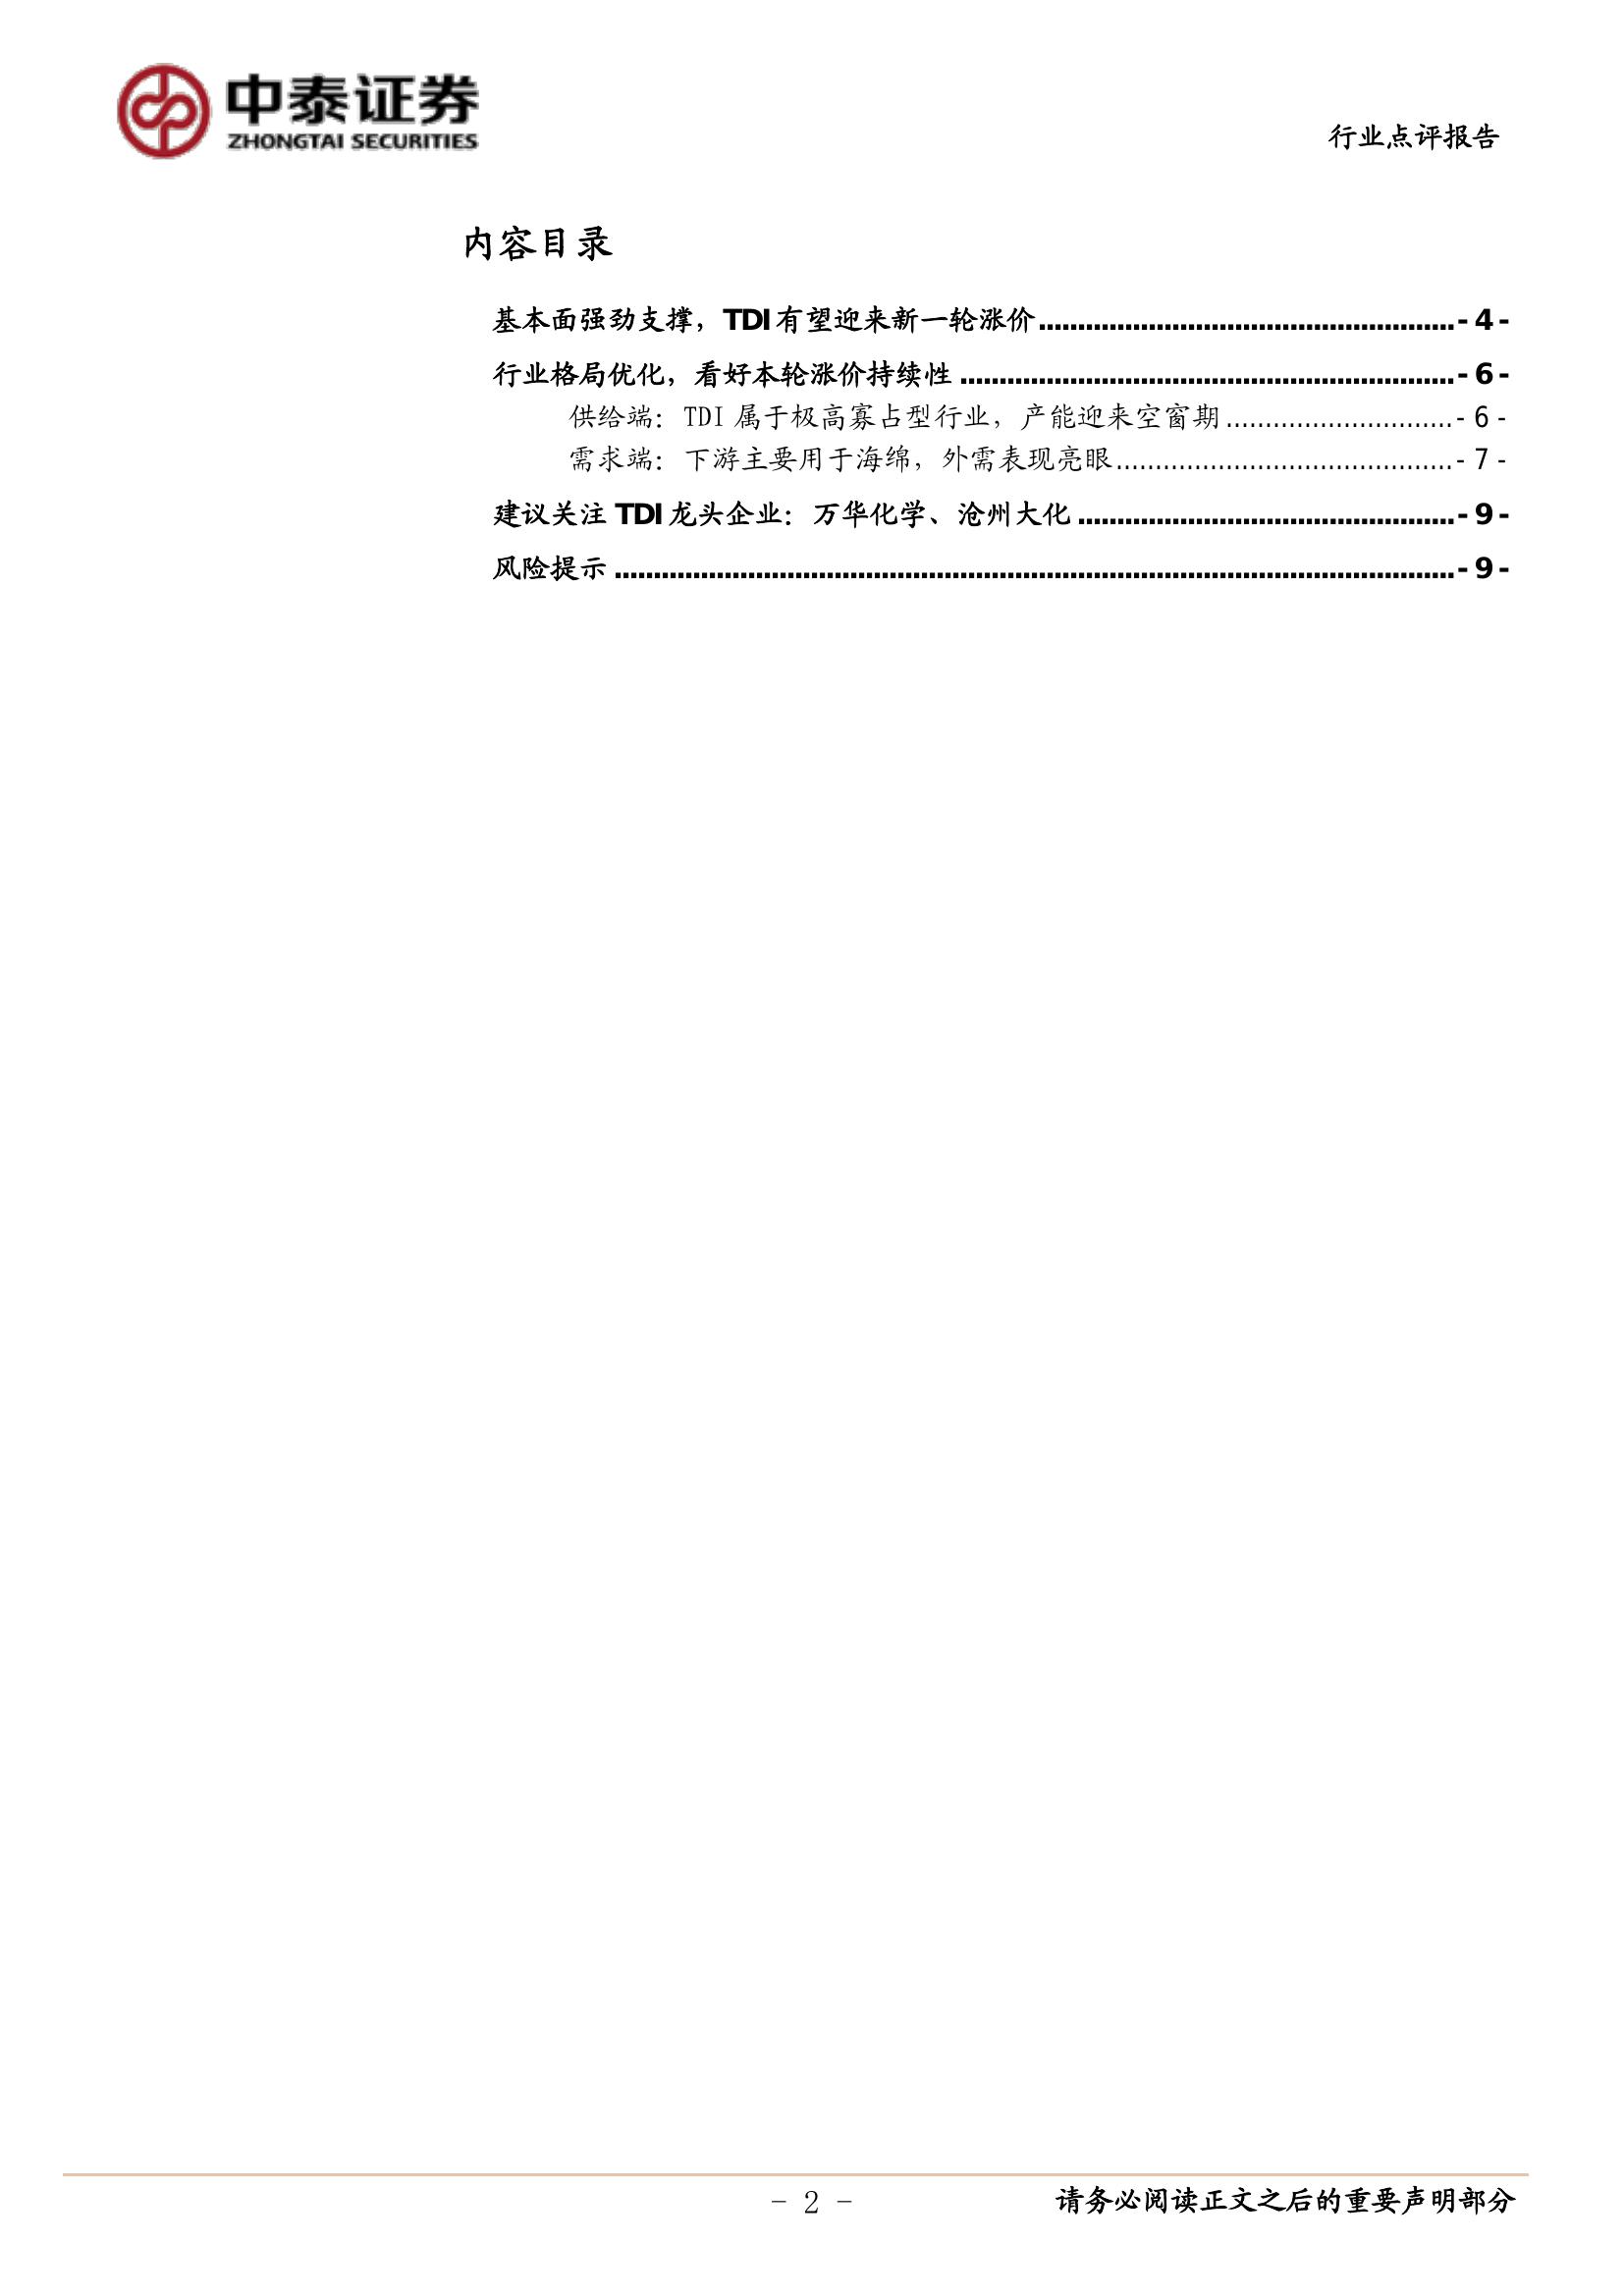 中泰证券
ZHONGTAI SECURITIES
行业点评报告
内容目录
基本面强劲支撑，TDI 有望迎来新一轮涨价.....................................................- 4 -
行业格局优化，看好本轮涨价持续性 ...............................................................- 6 -
供给端：TDI 属于极高寡占型行业，产能迎来空窗期.............................- 6 -
需求端：下游主要用于海绵，外需表现亮眼...........................................- 7 -
建议关注 TDI 龙头企业：万华化学、沧州大化 ................................................- 9 -
风险提示 ...........................................................................................................- 9 -
- 2 -
请务必阅读正文之后的重要声明部分